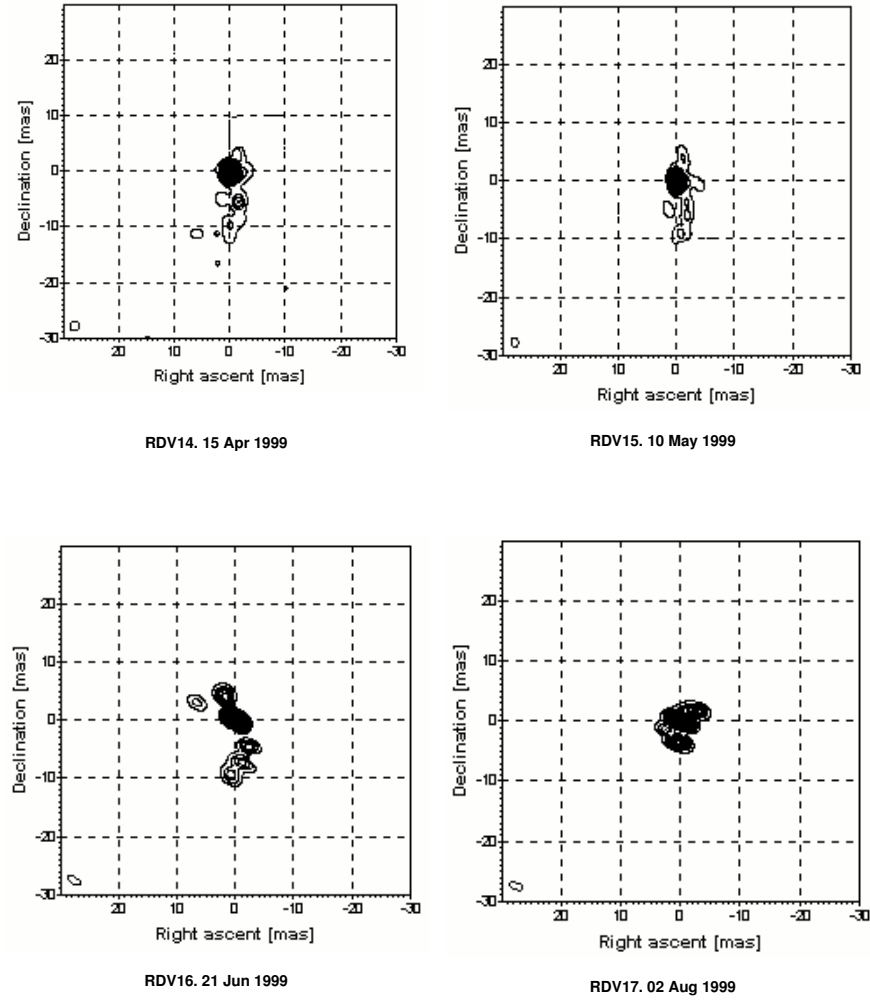 Declination [mas]
20
10
0
-10
-20
-30
20 10 0 -10 -20 -30
Right ascent [mas]
RDV14. 15 Apr 1999
Declination [mas]
20
10
0
-10
-20
-30
20 10 0 -10 -20 -30
Right ascent [mas]
RDV15. 10 May 1999
Declination [mas]
20
10
0
-10
-20
-30
20 10 0 -10 -20 -30
Right ascent [mas]
RDV16. 21 Jun 1999
Declination [mas]
20
10
0
-10
-20
-30
20 10 0 -10 -20 -30
Right ascent [mas]
RDV17. 02 Aug 1999